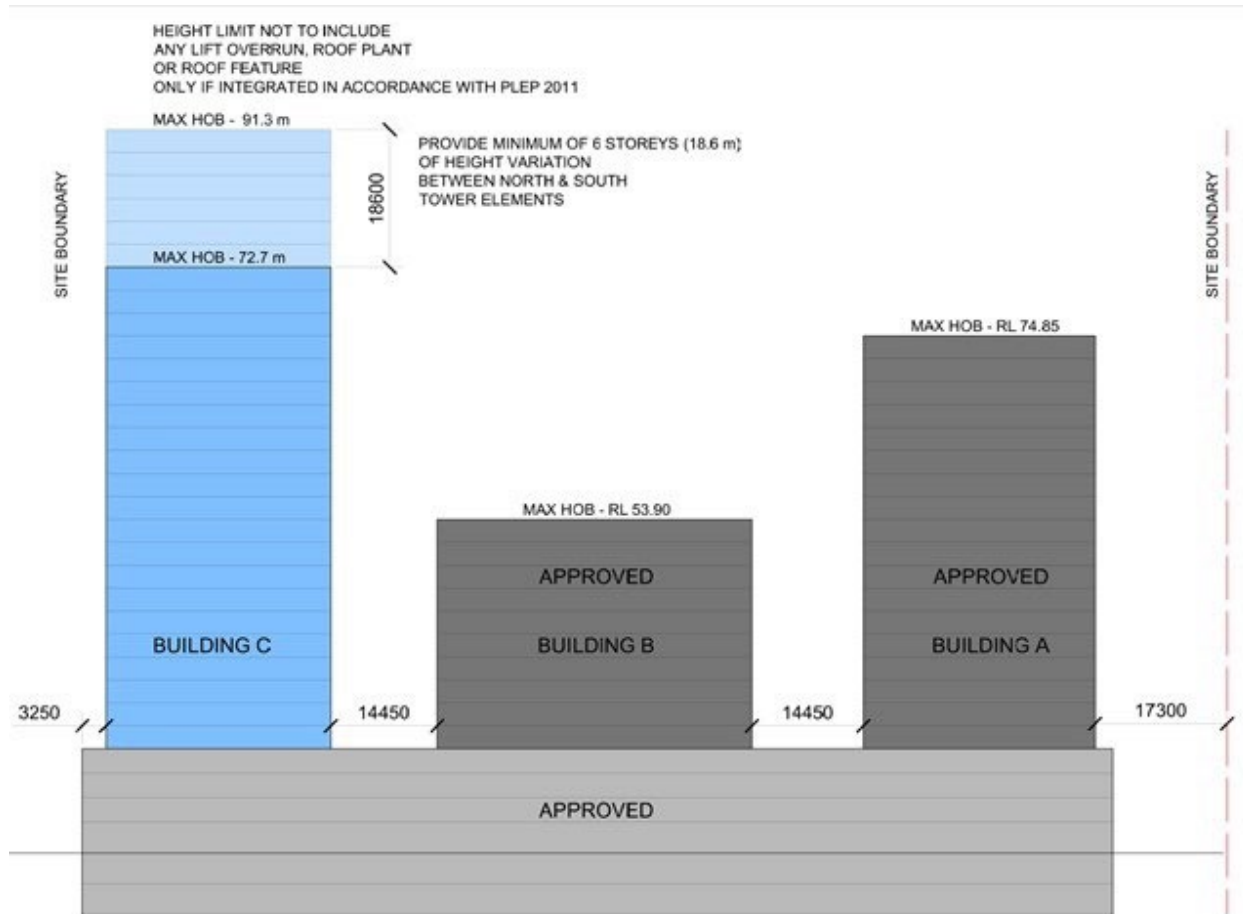 HEIGHT LIMIT NOT TO INCLUDE
ANY LIFT OVERRUN, ROOF PLANT
OR ROOF FEATURE
ONLY IF INTEGRATED IN ACCORDANCE WITH PLEP 2011
MAX HOB - 91.3 m
PROVIDE MINIMUM OF 6 STOREYS (18.6 m)
OF HEIGHT VARIATION
BETWEEN NORTH & SOUTH
TOWER ELEMENTS
18600
SITE BOUNDARY
SITE BOUNDARY
MAX HOB - 72.7 m
MAX HOB - RL 74.85
MAX HOB - RL 53.90
APPROVED
APPROVED
BUILDING C
BUILDING B
BUILDING A
3250
14450
14450
17300
APPROVED